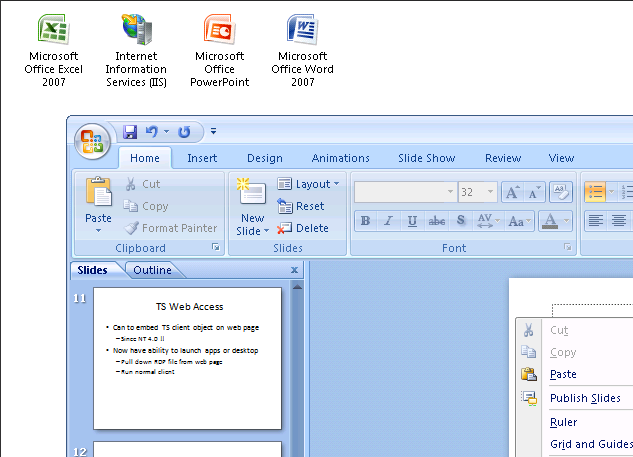 Microsoft Office Excel 2007
Internet Information Services (IIS)
Microsoft Office PowerPoint
Microsoft Office Word 2007
Home Insert Design Animations Slide Show Review View
Paste
Cut
Copy
Format Painter
Clipboard
New Slide
Layout
Reset
Delete
Slides
32
B I U abc S AV Aa A
Font
Slides Outline x
11
TS Web Access
• Can to embed TS client object on web page
– Since NT 4.0 !!
• Now have ability to launch apps or desktop
– Pull down RDP file from web page
– Run normal client
12
Cut
Copy
Paste
Publish Slides
Ruler
Grid and Guides